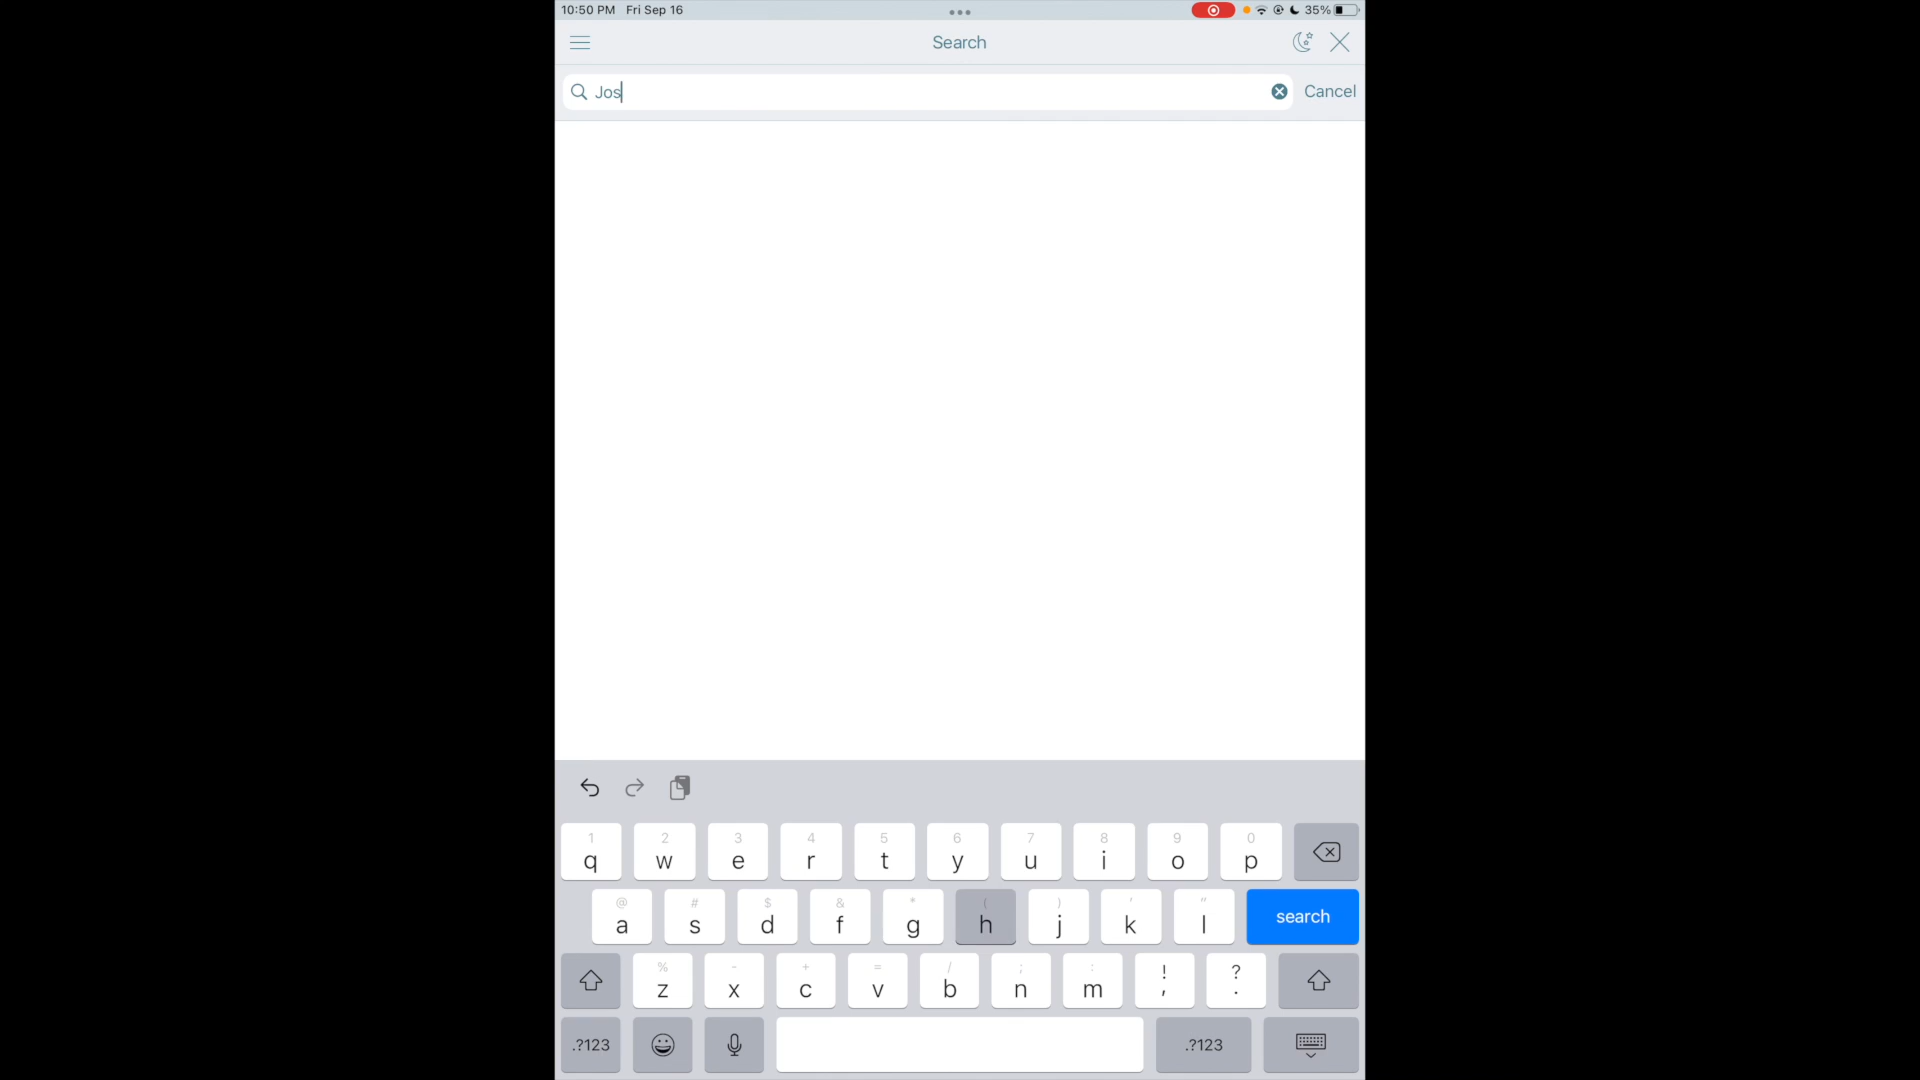 10:50 PM Fri Sep 16 35%
Search
Jos Cancel
1 2 3 4 5 6 7 8 9 0
q w e r t y u i o p
@ # $ & * ( ) ' "
a s d f g h j k l search
% - + = / ; : ! ?
z x c v b n m , .
.?123 .?123